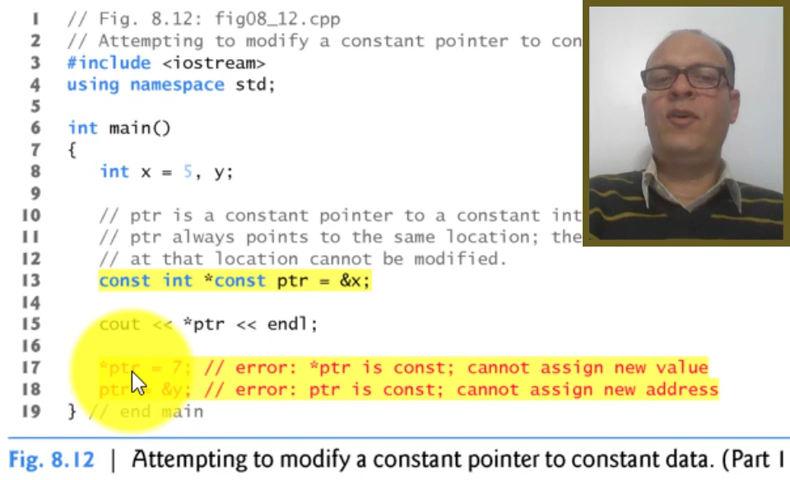 1 // Fig. 8.12: fig08_12.cpp
2 // Attempting to modify a constant pointer to con
3 #include <iostream>
4 using namespace std;
5
6 int main()
7 {
8 int x = 5, y;
9
10 // ptr is a constant pointer to a constant int
11 // ptr always points to the same location; the
12 // at that location cannot be modified.
13 const int *const ptr = &x;
14
15 cout << *ptr << endl;
16
17 *ptr = 7; // error: *ptr is const; cannot assign new value
18 ptr = &y; // error: ptr is const; cannot assign new address
19 } // end main
Fig. 8.12 | Attempting to modify a constant pointer to constant data. (Part 1